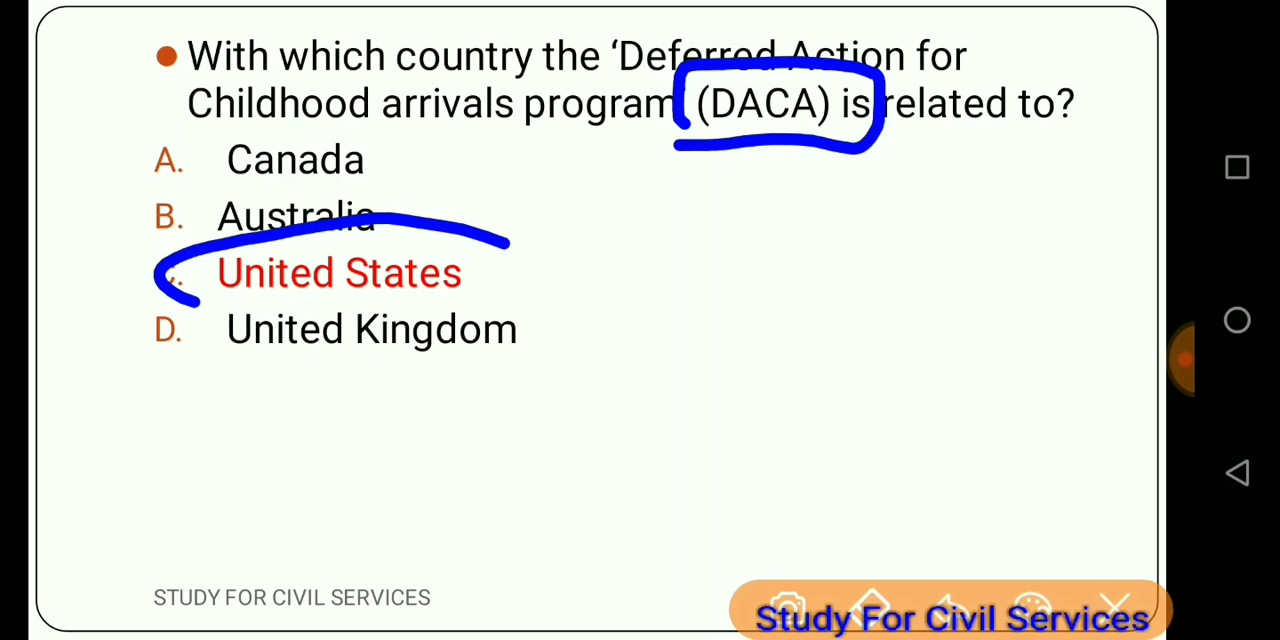 With which country the ‘Deferred Action for
Childhood arrivals program (DACA) is related to?
A. Canada
B. Australia
United States
D. United Kingdom
STUDY FOR CIVIL SERVICES
Study For Civil Services